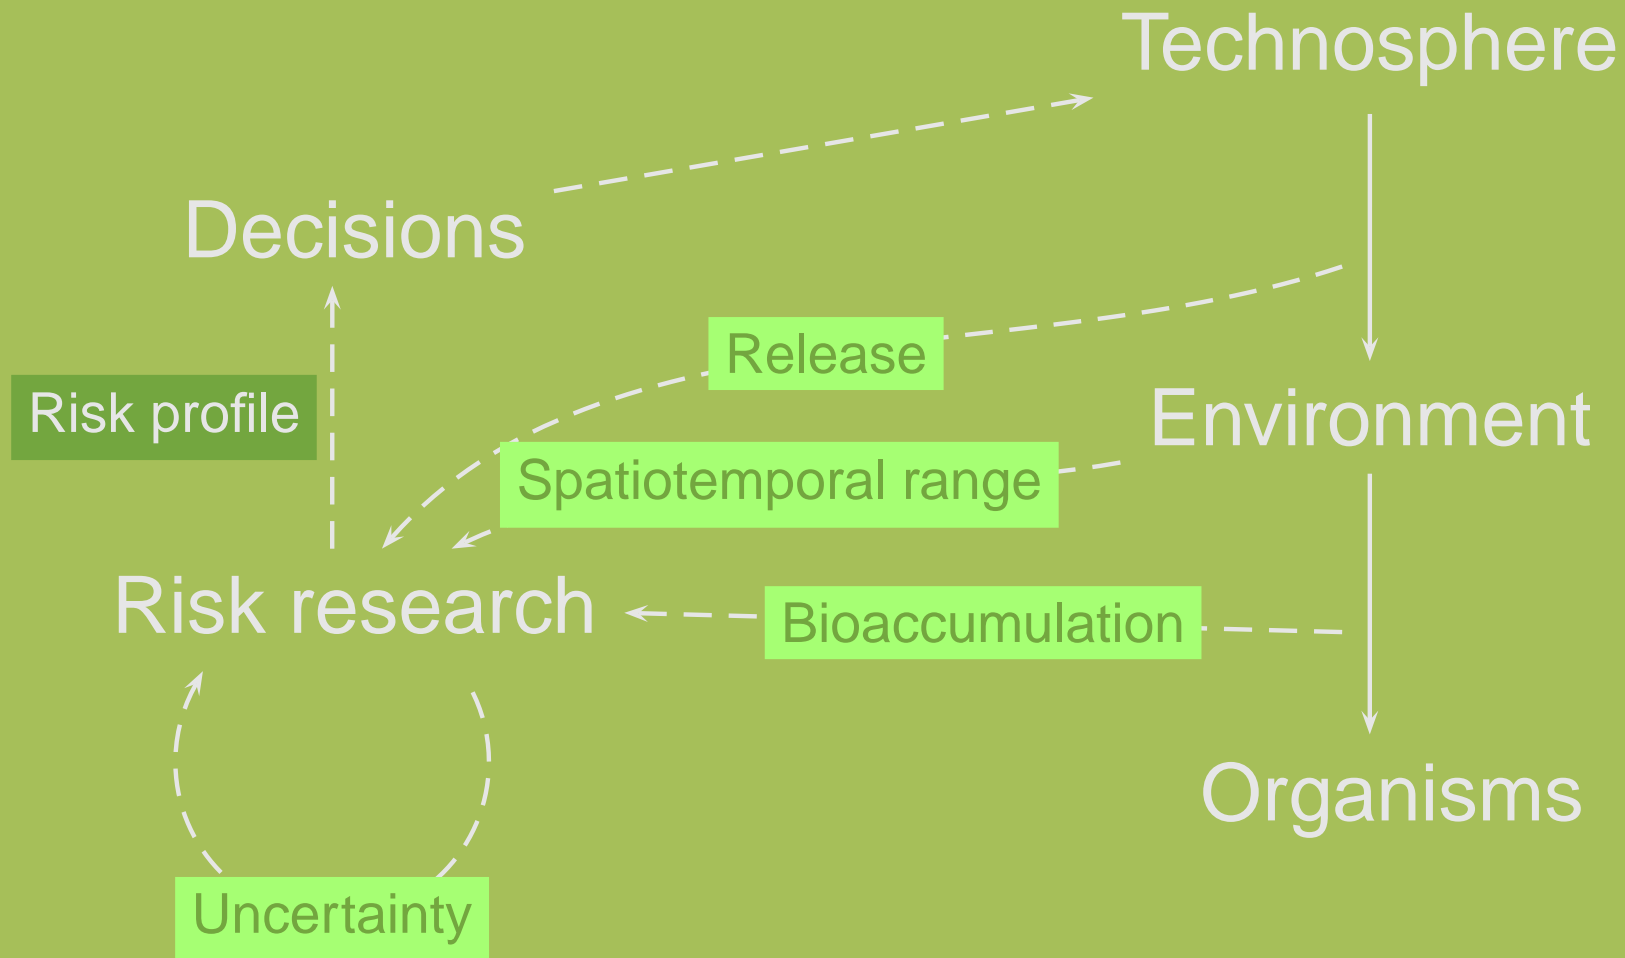 Technosphere
Decisions
Release
Risk profile
Environment
Spatiotemporal range
Risk research
Bioaccumulation
Organisms
Uncertainty